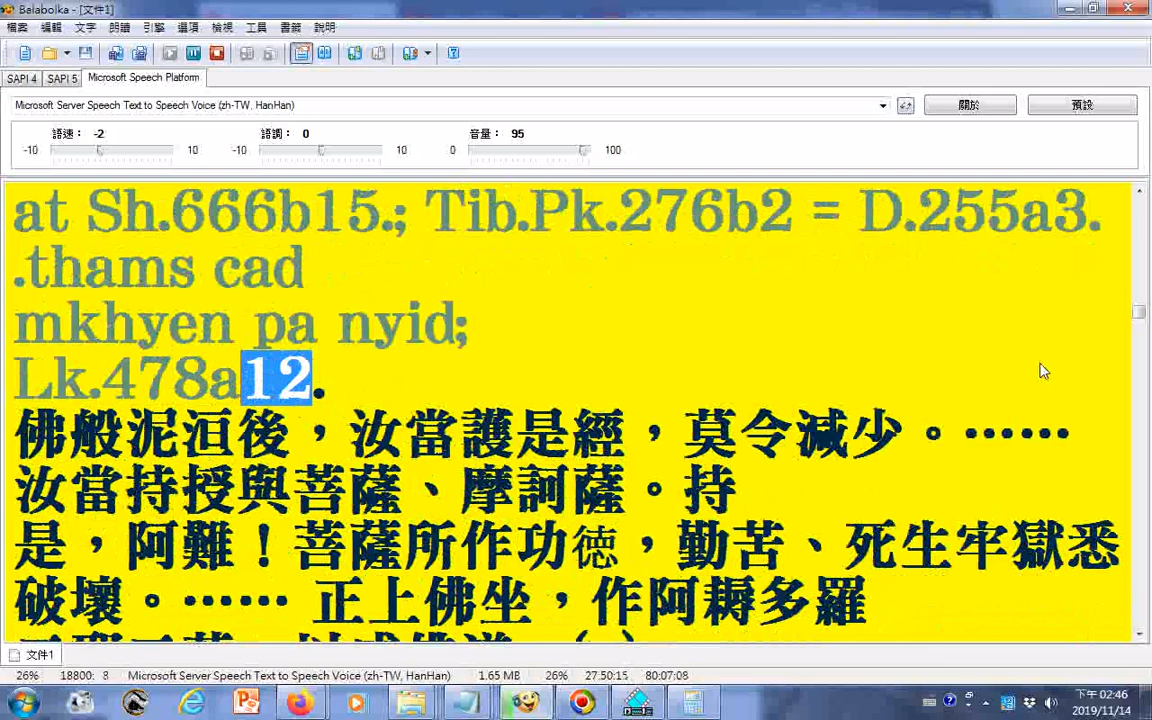 Balabolka - [文件1]
檔案 編輯 文字 朗讀 引擎 選項 檢視 工具 書籤 說明
SAPI 4 SAPI 5 Microsoft Speech Platform
Microsoft Server Speech Text to Speech Voice (zh-TW, HanHan) 關於 預設
語速： -2 語調： 0 音量： 95
-10 10 -10 10 0 100
at Sh.666b15.; Tib.Pk.276b2 = D.255a3.
.thams cad
mkhyen pa nyid;
Lk.478a12.
佛般泥洹後，汝當護是經，莫令減少。……
汝當持授與菩薩、摩訶薩。持
是，阿難！菩薩所作功德，勤苦、死生牢獄悉
破壞。…… 正上佛坐，作阿耨多羅
文件1
26% 18800: 8 Microsoft Server Speech Text to Speech Voice (zh-TW, HanHan) 1.65 MB 26% 27:50:15 80:07:08
下午 02:46
2019/11/14